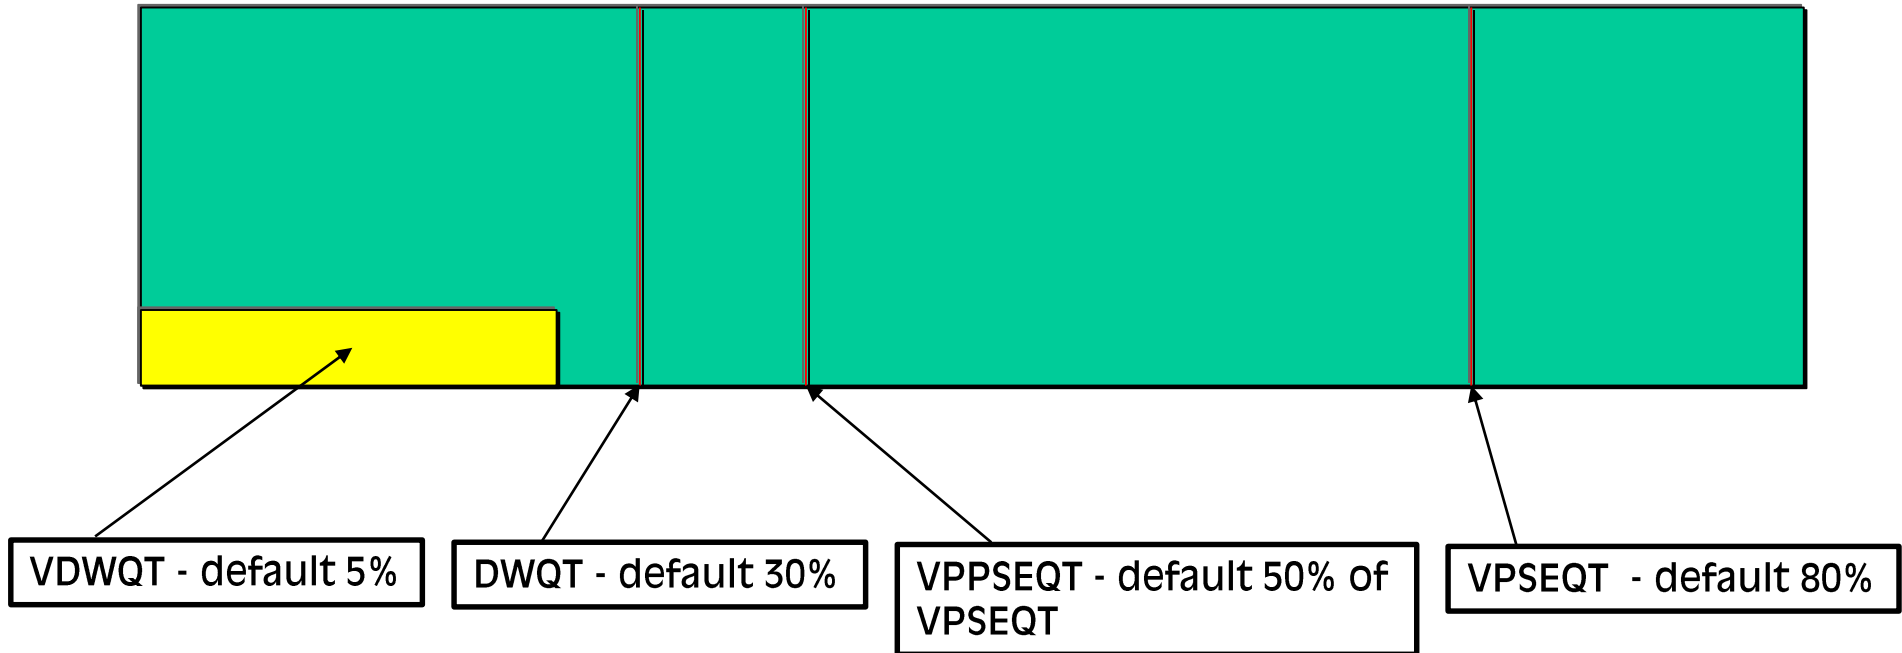 VDWQT - default 5%
DWQT - default 30%
VPPSEQT - default 50% of
VPSEQT
VPSEQT  - default 80%